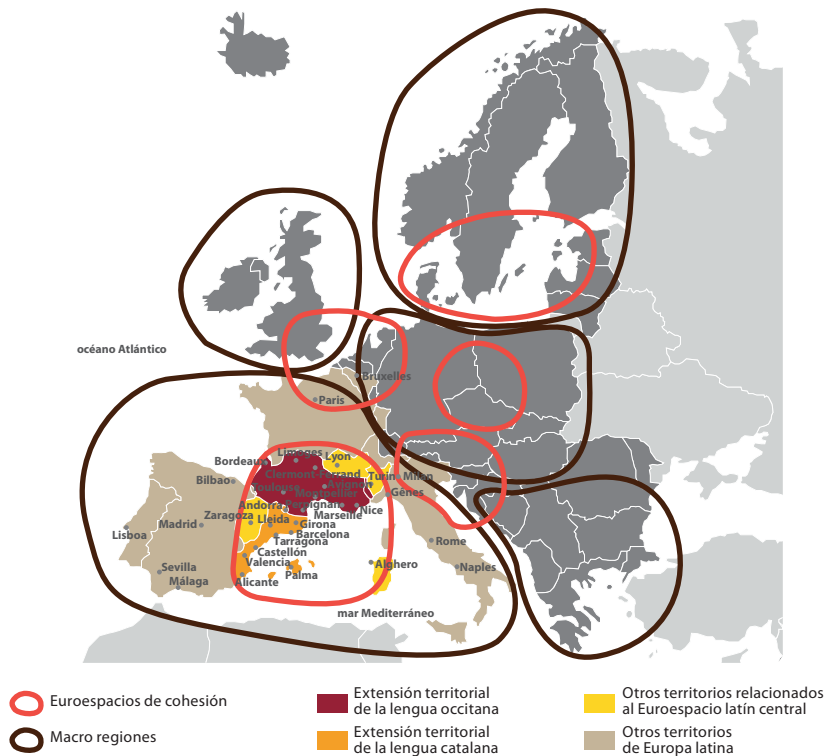 océano Atlántico
Bruxelles
Paris
Limoges
Lyon
Bordeaux
Clermont-Ferrand
Turin
Milan
Bilbao
Toulouse
Avignon
Montpellier
Gênes
Andorra
Perpignan
Nice
Zaragoza
Lleida
Marseille
Girona
Madrid
Barcelona
Lisboa
Tarragona
Rome
Castellón
Valencia
Alghero
Naples
Sevilla
Palma
Málaga
Alicante
mar Mediterráneo
Euroespacios de cohesión
Macro regiones
Extensión territorial
de la lengua occitana
Extensión territorial
de la lengua catalana
Otros territorios relacionados
al Euroespacio latín central
Otros territorios
de Europa latina